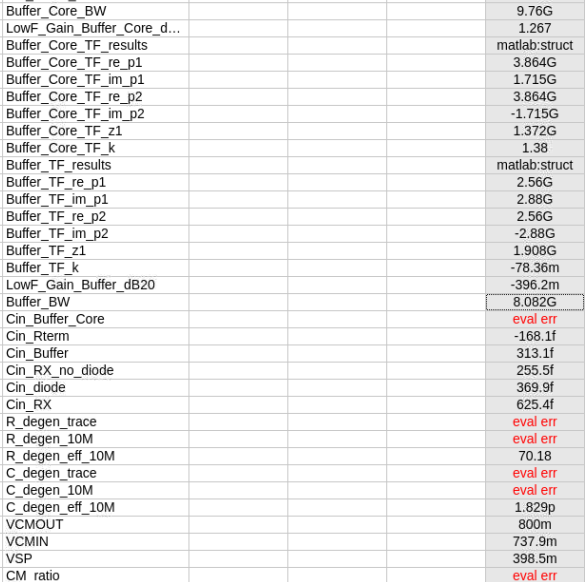 Buffer_Core_BW 9.76G
LowF_Gain_Buffer_Core_d... 1.267
Buffer_Core_TF_results matlab:struct
Buffer_Core_TF_re_p1 3.864G
Buffer_Core_TF_im_p1 1.715G
Buffer_Core_TF_re_p2 3.864G
Buffer_Core_TF_im_p2 -1.715G
Buffer_Core_TF_z1 1.372G
Buffer_Core_TF_k 1.38
Buffer_TF_results matlab:struct
Buffer_TF_re_p1 2.56G
Buffer_TF_im_p1 2.88G
Buffer_TF_re_p2 2.56G
Buffer_TF_im_p2 -2.88G
Buffer_TF_z1 1.908G
Buffer_TF_k -78.36m
LowF_Gain_Buffer_dB20 -396.2m
Buffer_BW 8.082G
Cin_Buffer_Core eval err
Cin_Rterm -168.1f
Cin_Buffer 313.1f
Cin_RX_no_diode 255.5f
Cin_diode 369.9f
Cin_RX 625.4f
R_degen_trace eval err
R_degen_10M eval err
R_degen_eff_10M 70.18
C_degen_trace eval err
C_degen_10M eval err
C_degen_eff_10M 1.829p
VCMOUT 800m
VCMIN 737.9m
VSP 398.5m
CM_ratio eval err